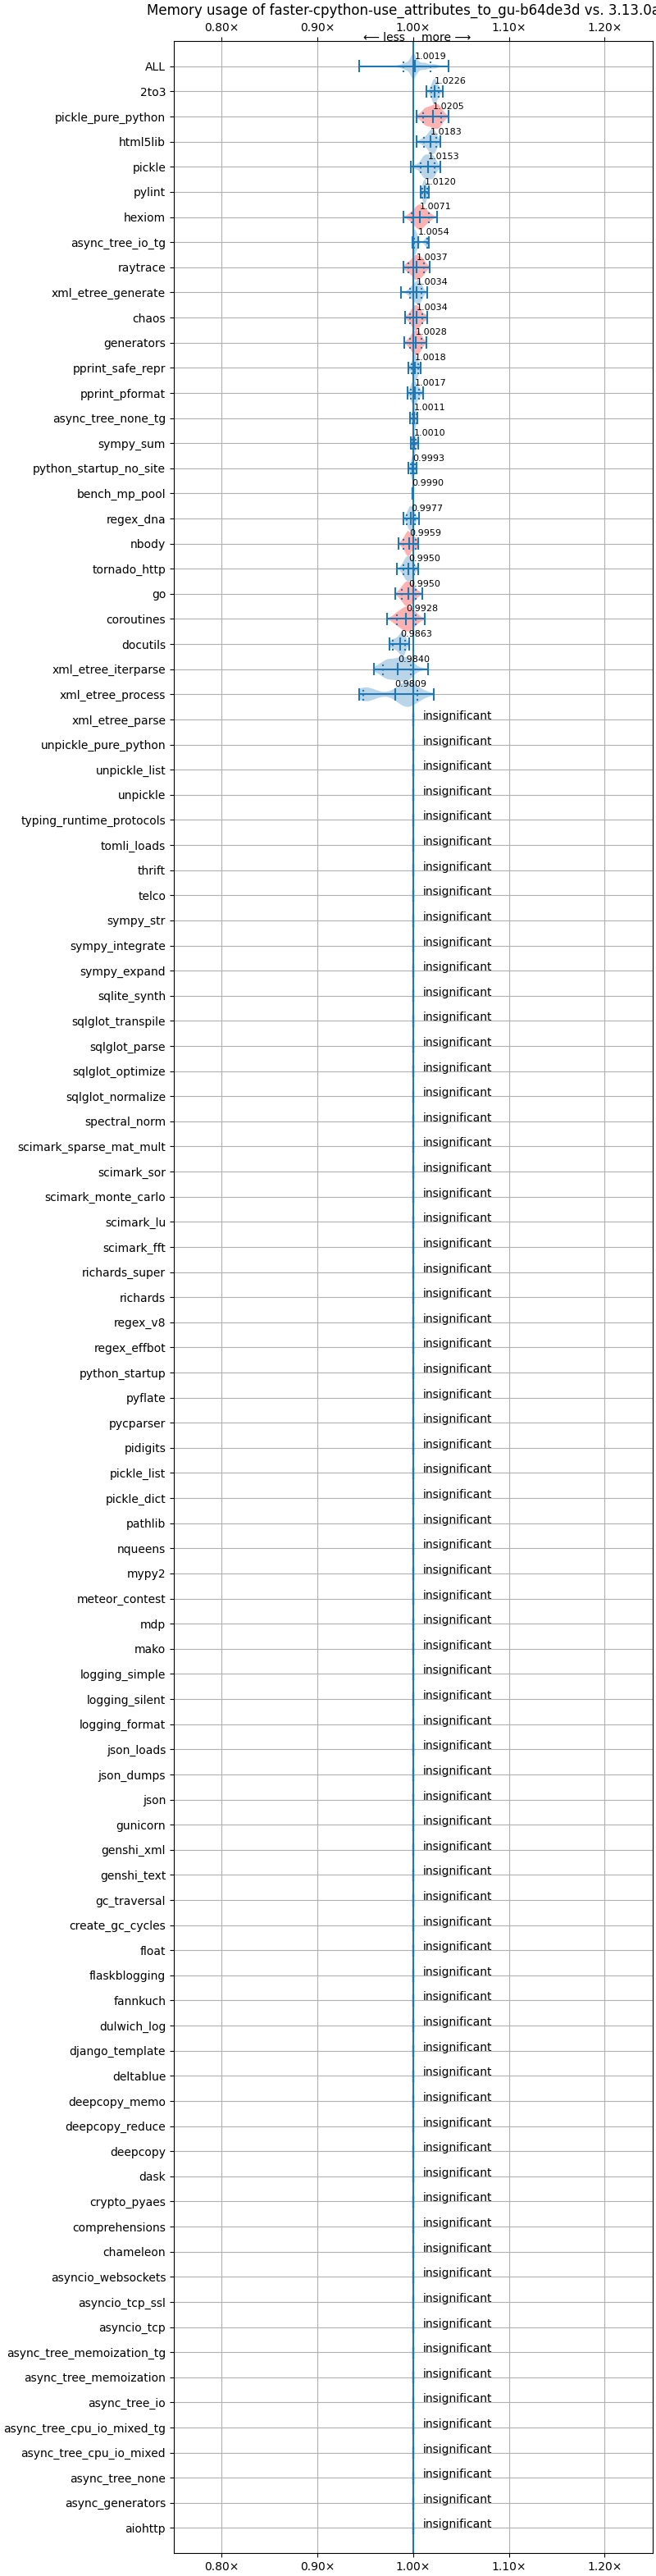 Memory usage of faster-cpython-use_attributes_to_gu-b64de3d vs. 3.13.0a
0.80× 0.90× 1.00× 1.10× 1.20×
⟵ less more ⟶
ALL 1.0019
2to3 1.0226
pickle_pure_python 1.0205
html5lib 1.0183
pickle 1.0153
pylint 1.0120
hexiom 1.0071
async_tree_io_tg 1.0054
raytrace 1.0037
xml_etree_generate 1.0034
chaos 1.0034
generators 1.0028
pprint_safe_repr 1.0018
pprint_pformat 1.0017
async_tree_none_tg 1.0011
sympy_sum 1.0010
python_startup_no_site 0.9993
bench_mp_pool 0.9990
regex_dna 0.9977
nbody 0.9959
tornado_http 0.9950
go 0.9950
coroutines 0.9928
docutils 0.9863
xml_etree_iterparse 0.9840
xml_etree_process 0.9809
xml_etree_parse insignificant
unpickle_pure_python insignificant
unpickle_list insignificant
unpickle insignificant
typing_runtime_protocols insignificant
tomli_loads insignificant
thrift insignificant
telco insignificant
sympy_str insignificant
sympy_integrate insignificant
sympy_expand insignificant
sqlite_synth insignificant
sqlglot_transpile insignificant
sqlglot_parse insignificant
sqlglot_optimize insignificant
sqlglot_normalize insignificant
spectral_norm insignificant
scimark_sparse_mat_mult insignificant
scimark_sor insignificant
scimark_monte_carlo insignificant
scimark_lu insignificant
scimark_fft insignificant
richards_super insignificant
richards insignificant
regex_v8 insignificant
regex_effbot insignificant
python_startup insignificant
pyflate insignificant
pycparser insignificant
pidigits insignificant
pickle_list insignificant
pickle_dict insignificant
pathlib insignificant
nqueens insignificant
mypy2 insignificant
meteor_contest insignificant
mdp insignificant
mako insignificant
logging_simple insignificant
logging_silent insignificant
logging_format insignificant
json_loads insignificant
json_dumps insignificant
json insignificant
gunicorn insignificant
genshi_xml insignificant
genshi_text insignificant
gc_traversal insignificant
create_gc_cycles insignificant
float insignificant
flaskblogging insignificant
fannkuch insignificant
dulwich_log insignificant
django_template insignificant
deltablue insignificant
deepcopy_memo insignificant
deepcopy_reduce insignificant
deepcopy insignificant
dask insignificant
crypto_pyaes insignificant
comprehensions insignificant
chameleon insignificant
asyncio_websockets insignificant
asyncio_tcp_ssl insignificant
asyncio_tcp insignificant
async_tree_memoization_tg insignificant
async_tree_memoization insignificant
async_tree_io insignificant
async_tree_cpu_io_mixed_tg insignificant
async_tree_cpu_io_mixed insignificant
async_tree_none insignificant
async_generators insignificant
aiohttp insignificant
0.80× 0.90× 1.00× 1.10× 1.20×